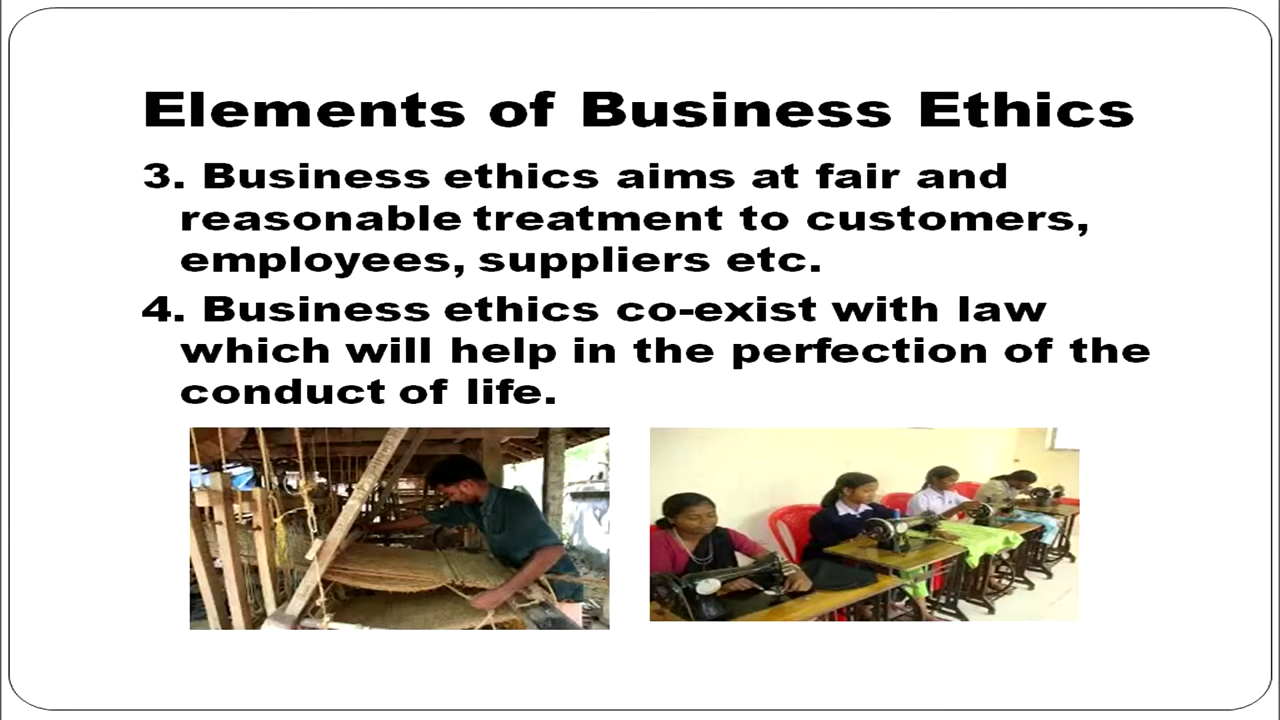 Elements of Business Ethics
3. Business ethics aims at fair and
reasonable treatment to customers,
employees, suppliers etc.
4. Business ethics co-exist with law
which will help in the perfection of the
conduct of life.